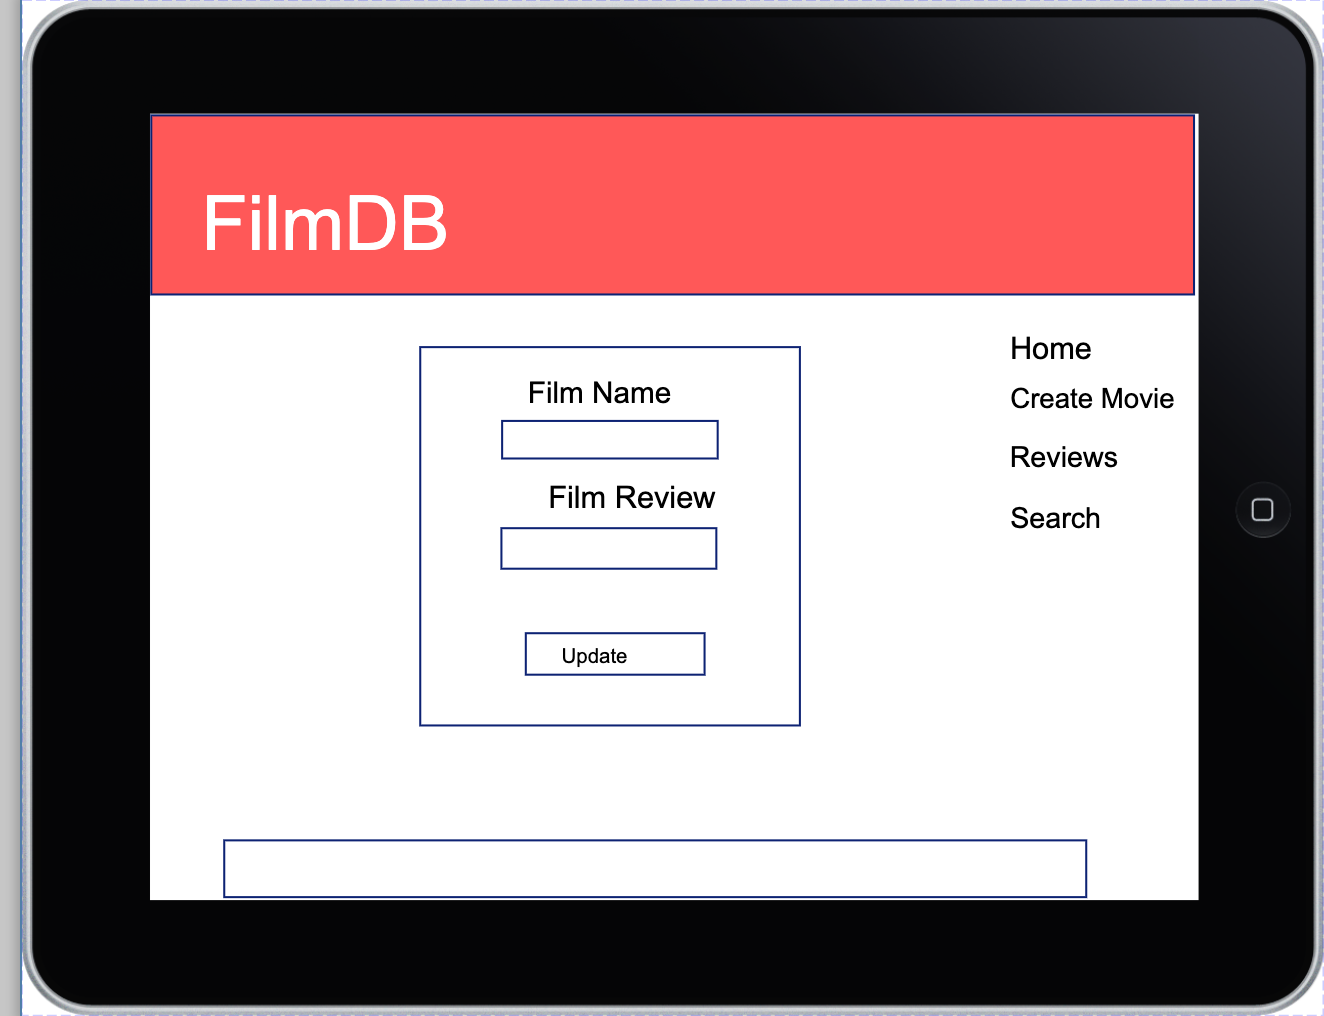 FilmDB
Film Name
Film Review
Update
Home
Create Movie
Reviews
Search